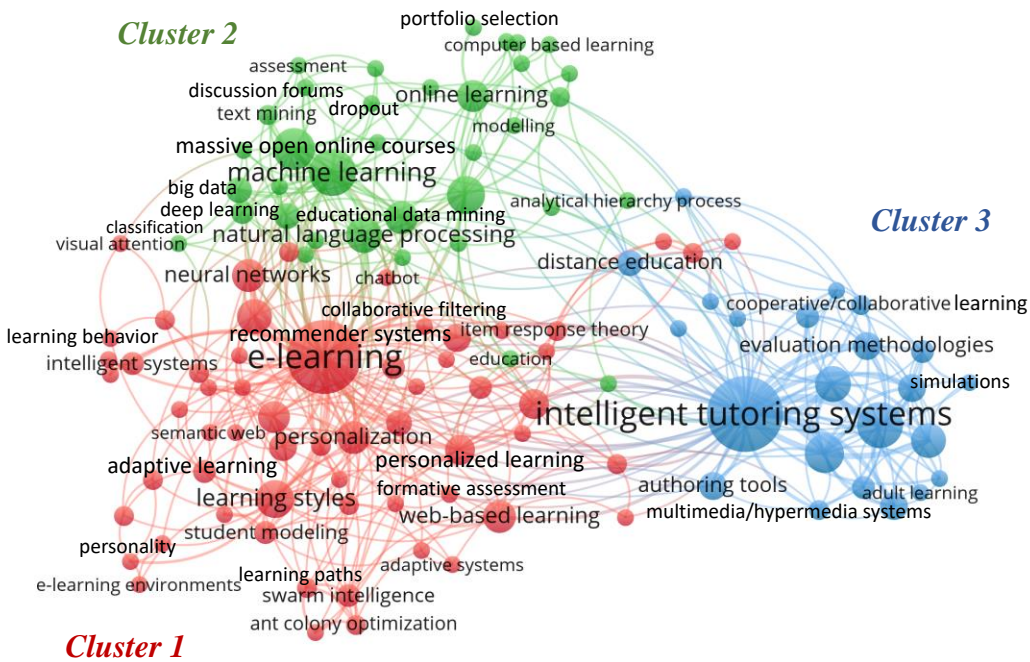 portfolio selection
Cluster 2
computer based learning
assessment
discussion forums
online learning
text mining
dropout
modelling
massive open online courses
machine learning
big data
analytical hierarchy process
deep learning
educational data mining
Cluster 3
classification
natural language processing
visual attention
distance education
neural networks
chatbot
cooperative/collaborative learning
collaborative filtering
learning behavior
recommender systems
item response theory
evaluation methodologies
e-learning
education
intelligent systems
simulations
intelligent tutoring systems
semantic web
personalization
adaptive learning
personalized learning
authoring tools
formative assessment
adult learning
learning styles
multimedia/hypermedia systems
web-based learning
student modeling
personality
adaptive systems
learning paths
e-learning environments
swarm intelligence
ant colony optimization
Cluster 1